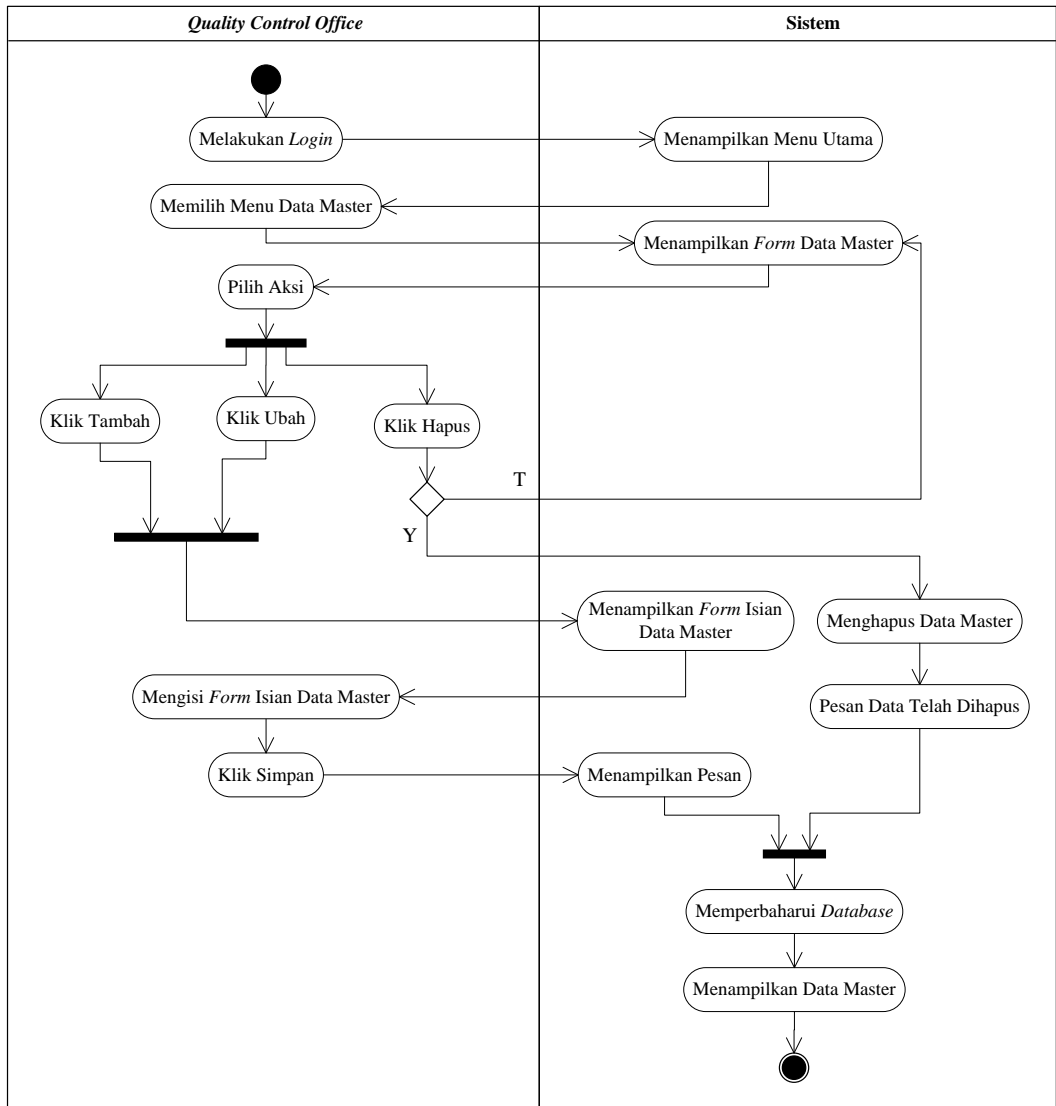 Quality Control Office
Sistem
Melakukan Login
Menampilkan Menu Utama
Memilih Menu Data Master
Menampilkan Form Data Master
Pilih Aksi
Klik Tambah
Klik Ubah
Klik Hapus
T
Y
Menampilkan Form Isian
Data Master
Menghapus Data Master
Mengisi Form Isian Data Master
Pesan Data Telah Dihapus
Klik Simpan
Menampilkan Pesan
Memperbaharui Database
Menampilkan Data Master